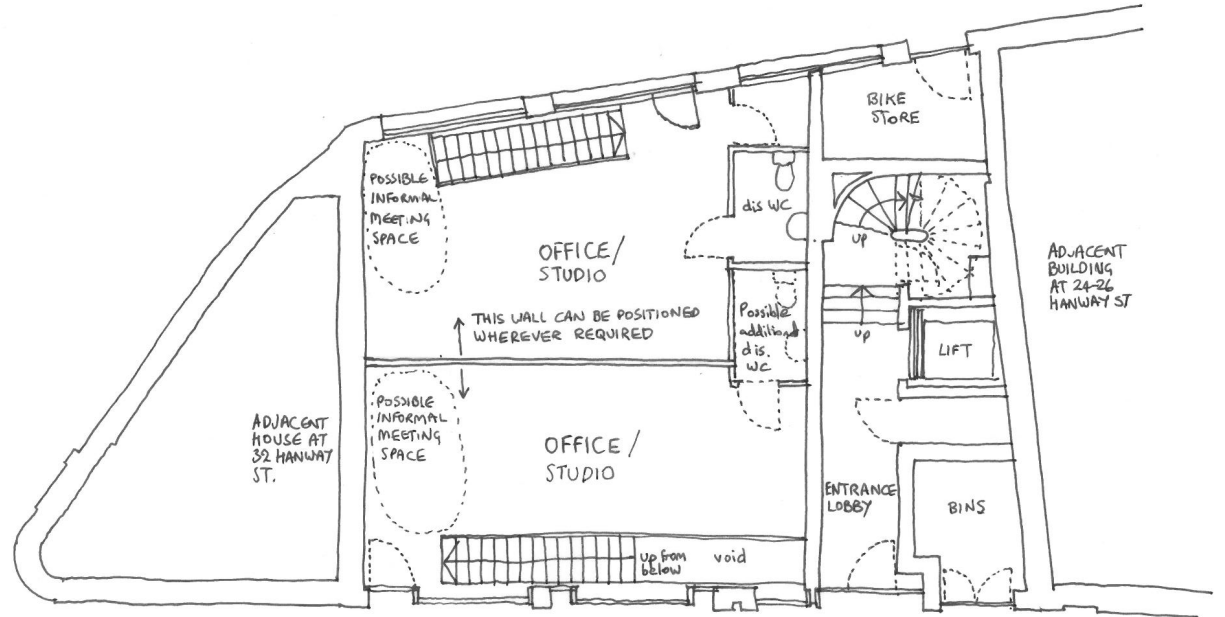 BIKE
STORE
POSSIBLE
INFORMAL
MEETING
SPACE
dis WC
up
OFFICE/
STUDIO
ADJACENT
BUILDING
AT 24-26
HANWAY ST
THIS WALL CAN BE POSITIONED
WHEREVER REQUIRED
Possible
additional
dis.
WC
up
LIFT
POSSIBLE
INFORMAL
MEETING
SPACE
ADJACENT
HOUSE AT
32 HANWAY
ST.
OFFICE/
STUDIO
ENTRANCE
LOBBY
BINS
up from
below
void